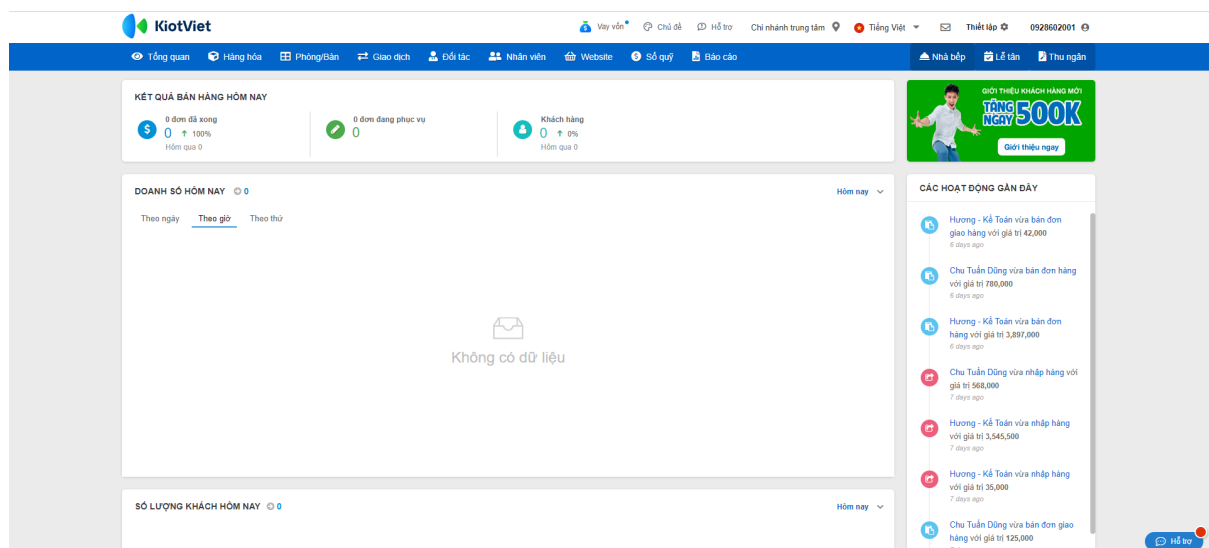 KiotViet
Vay vốn
Chủ đề
Hỗ trợ
Chi nhánh trung tâm
Tiếng Việt
Thiết lập
0928602001
Tổng quan
Hàng hóa
Phòng/Bàn
Giao dịch
Đối tác
Nhân viên
Website
Sổ quỹ
Báo cáo
Nhà bếp
Lễ tân
Thu ngân
KẾT QUẢ BÁN HÀNG HÔM NAY
0 đơn đã xong
0 100%
Hôm qua 0
0 đơn đang phục vụ
0
Khách hàng
0 0%
Hôm qua 0
GIỚI THIỆU KHÁCH HÀNG MỚI
TẶNG
NGAY 500K
Giới thiệu ngay
DOANH SỐ HÔM NAY 0
Hôm nay
Theo ngày
Theo giờ
Theo thứ
Không có dữ liệu
SỐ LƯỢNG KHÁCH HÔM NAY 0
Hôm nay
CÁC HOẠT ĐỘNG GẦN ĐÂY
Hương - Kế Toán vừa bán đơn
giao hàng với giá trị 42,000
6 days ago
Chu Tuấn Dũng vừa bán đơn hàng
với giá trị 780,000
6 days ago
Hương - Kế Toán vừa bán đơn
hàng với giá trị 3,897,000
6 days ago
Chu Tuấn Dũng vừa nhập hàng với
giá trị 568,000
7 days ago
Hương - Kế Toán vừa nhập hàng
với giá trị 3,545,500
7 days ago
Hương - Kế Toán vừa nhập hàng
với giá trị 35,000
7 days ago
Chu Tuấn Dũng vừa bán đơn giao
hàng với giá trị 125,000
Hỗ trợ